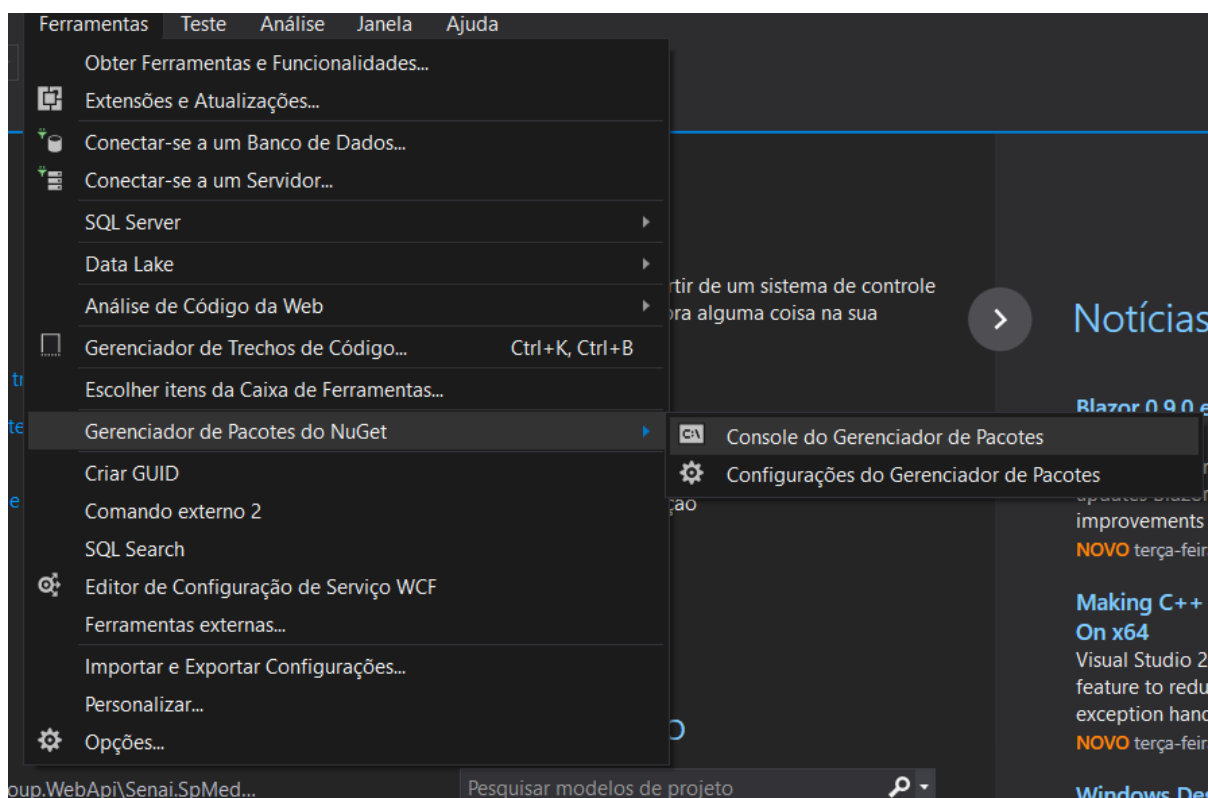 Ferramentas Teste Análise Janela Ajuda
Obter Ferramentas e Funcionalidades...
Extensões e Atualizações...
Conectar-se a um Banco de Dados...
Conectar-se a um Servidor...
SQL Server
Data Lake
Análise de Código da Web
Gerenciador de Trechos de Código... Ctrl+K, Ctrl+B
Escolher itens da Caixa de Ferramentas...
Gerenciador de Pacotes do NuGet
Console do Gerenciador de Pacotes
Configurações do Gerenciador de Pacotes
Criar GUID
Comando externo 2
SQL Search
Editor de Configuração de Serviço WCF
Ferramentas externas...
Importar e Exportar Configurações...
Personalizar...
Opções...
de um sistema de controle
alguma coisa na sua
Notícias
Blazor 0.9.0
improvements
NOVO terça-feir
Making C++
On x64
Visual Studio 2
feature to redu
exception hand
NOVO terça-feir
Windows
oup.WebApi\Senai.SpMed...
Pesquisar modelos de projeto